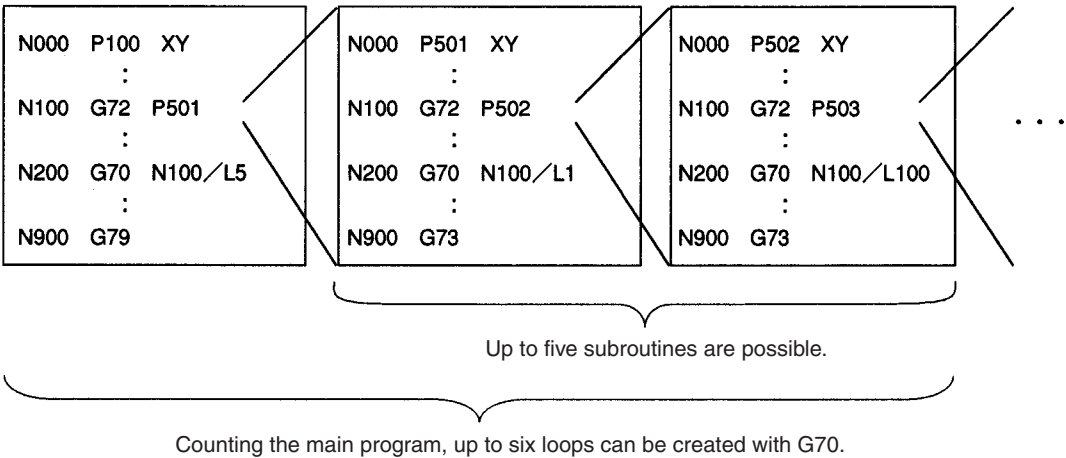 N000 P100 XY
:
N100 G72 P501
:
N200 G70 N100/L5
:
N900 G79
N000 P501 XY
:
N100 G72 P502
:
N200 G70 N100/L1
:
N900 G73
N000 P502 XY
:
N100 G72 P503
:
N200 G70 N100/L100
:
N900 G73
. . .
Up to five subroutines are possible.
Counting the main program, up to six loops can be created with G70.